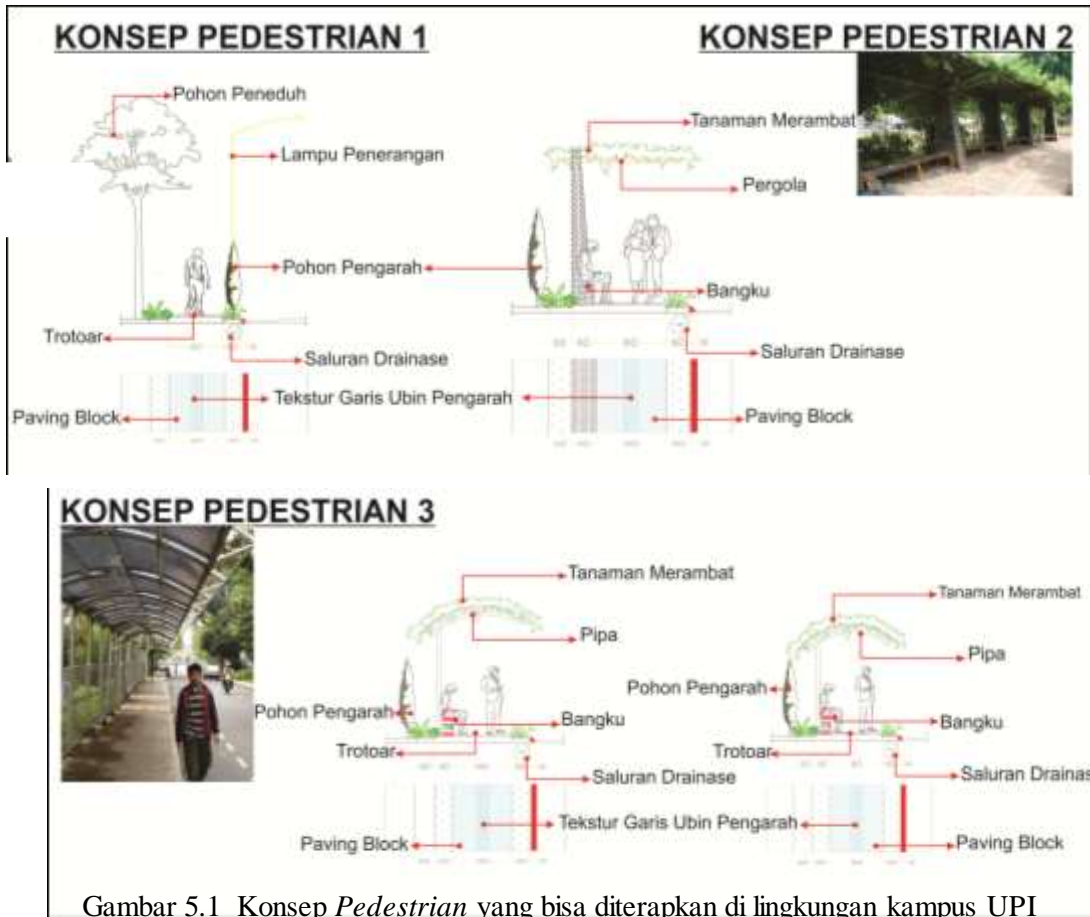 KONSEP PEDESTRIAN 1
Pohon Peneduh
Lampu Penerangan
Pohon Pengarah
Trotoar
Saluran Drainase
Tekstur Garis Ubin Pengarah
Paving Block
KONSEP PEDESTRIAN 2
Tanaman Merambat
Pergola
Bangku
Saluran Drainase
Paving Block
KONSEP PEDESTRIAN 3
Tanaman Merambat
Pipa
Pohon Pengarah
Bangku
Trotoar
Saluran Drainase
Tekstur Garis Ubin Pengarah
Paving Block
Tanaman Merambat
Pipa
Pohon Pengarah
Bangku
Trotoar
Saluran Drainas
Paving Block
Gambar 5.1 Konsep Pedestrian yang bisa diterapkan di lingkungan kampus UPI